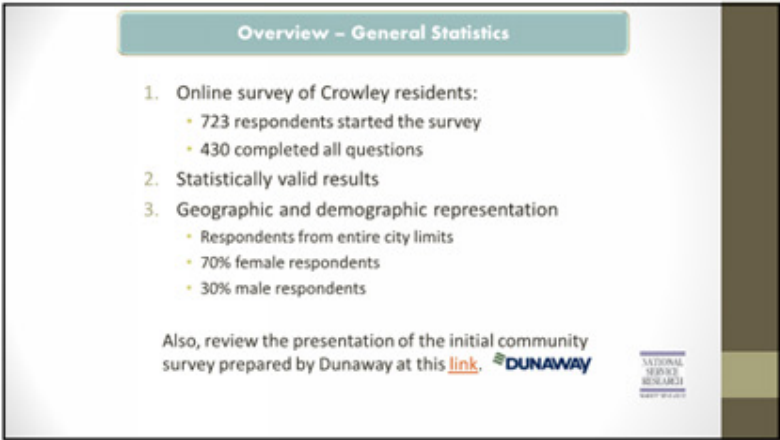 Overview – General Statistics
1. Online survey of Crowley residents:
• 723 respondents started the survey
• 430 completed all questions
2. Statistically valid results
3. Geographic and demographic representation
• Respondents from entire city limits
• 70% female respondents
• 30% male respondents
Also, review the presentation of the initial community
survey prepared by Dunaway at this link. DUNAWAY
NATIONAL
SERVICE
RESEARCH